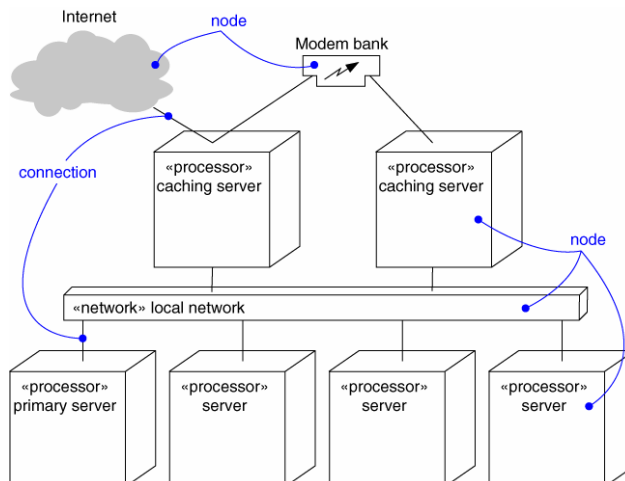 Internet
node
Modem bank
«processor»
caching server
«processor»
caching server
connection
node
«network» local network
«processor»
primary server
«processor»
server
«processor»
server
«processor»
server